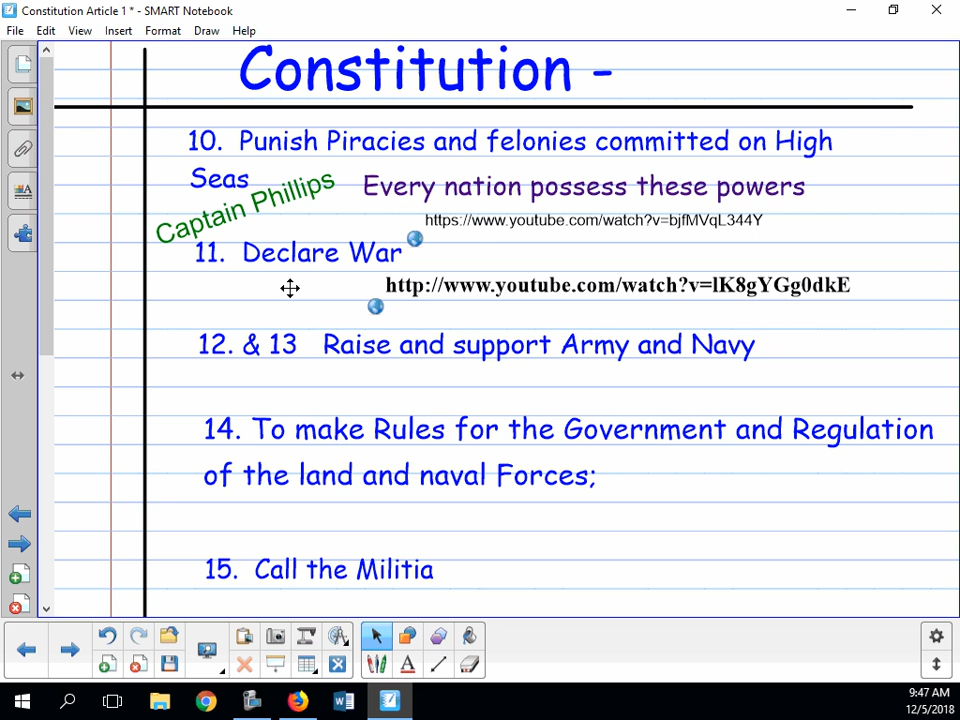 Constitution Article 1 * - SMART Notebook
File Edit View Insert Format Draw Help
Constitution -
10. Punish Piracies and felonies committed on High
Seas
Captain Phillips
Every nation possess these powers
https://www.youtube.com/watch?v=bjfMVqL344Y
11. Declare War
http://www.youtube.com/watch?v=lK8gYGg0dkE
12. & 13 Raise and support Army and Navy
14. To make Rules for the Government and Regulation
of the land and naval Forces;
15. Call the Militia
9:47 AM
12/5/2018